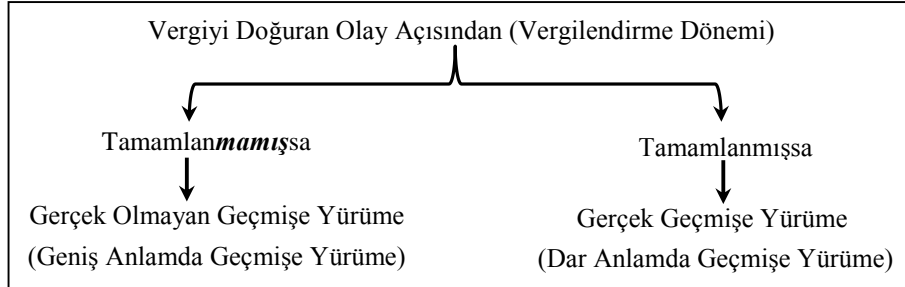 Vergiyi Doğuran Olay Açısından (Vergilendirme Dönemi)
Tamamlanmamışsa
Tamamlanmışsa
Gerçek Olmayan Geçmişe Yürüme
(Geniş Anlamda Geçmişe Yürüme)
Gerçek Geçmişe Yürüme
(Dar Anlamda Geçmişe Yürüme)